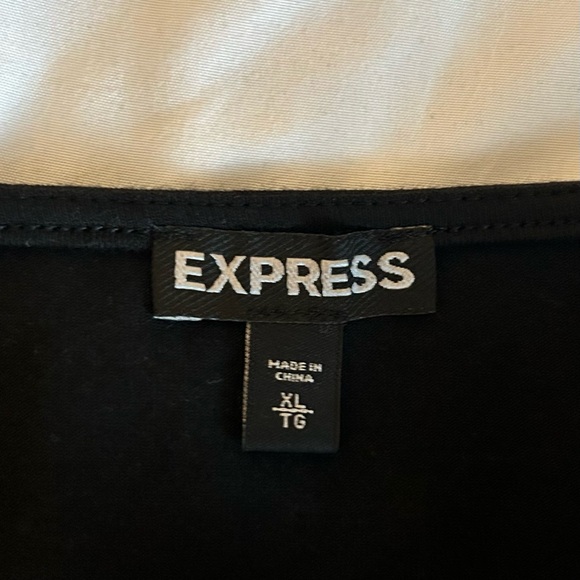 EXPRESS
MADE IN
CHINA
XL
TG